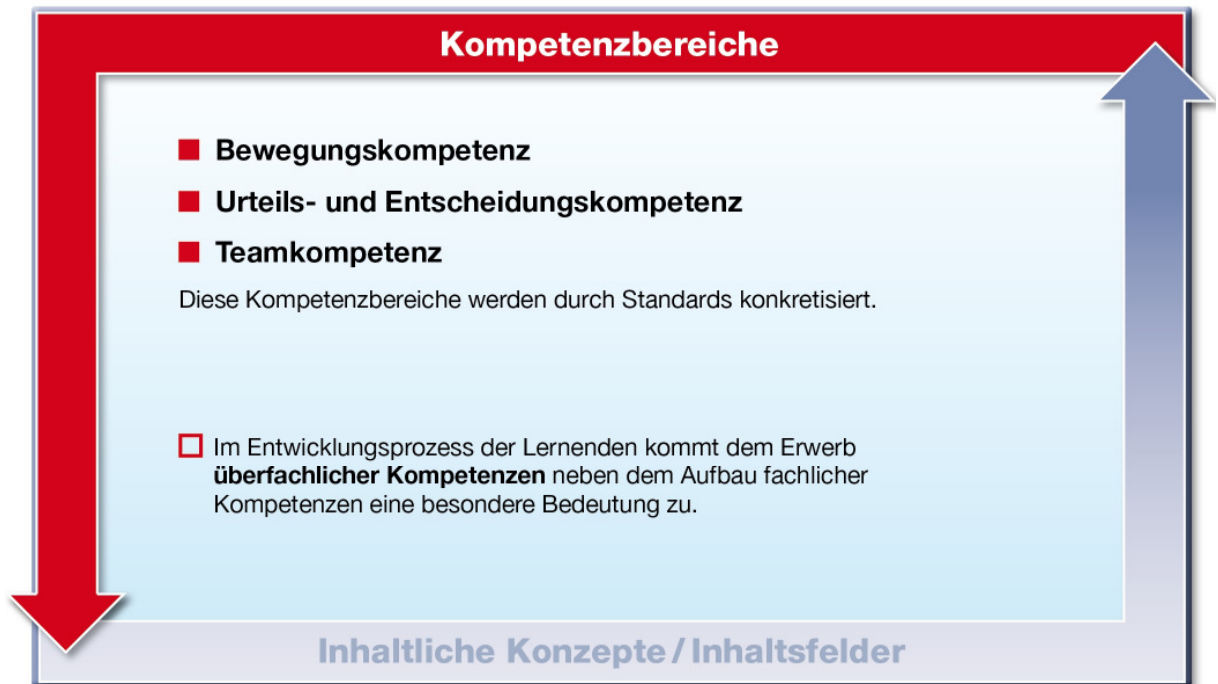 Kompetenzbereiche
Bewegungskompetenz
Urteils- und Entscheidungskompetenz
Teamkompetenz
Diese Kompetenzbereiche werden durch Standards konkretisiert.
Im Entwicklungsprozess der Lernenden kommt dem Erwerb
überfachlicher Kompetenzen neben dem Aufbau fachlicher
Kompetenzen eine besondere Bedeutung zu.
Inhaltliche Konzepte / Inhaltsfelder